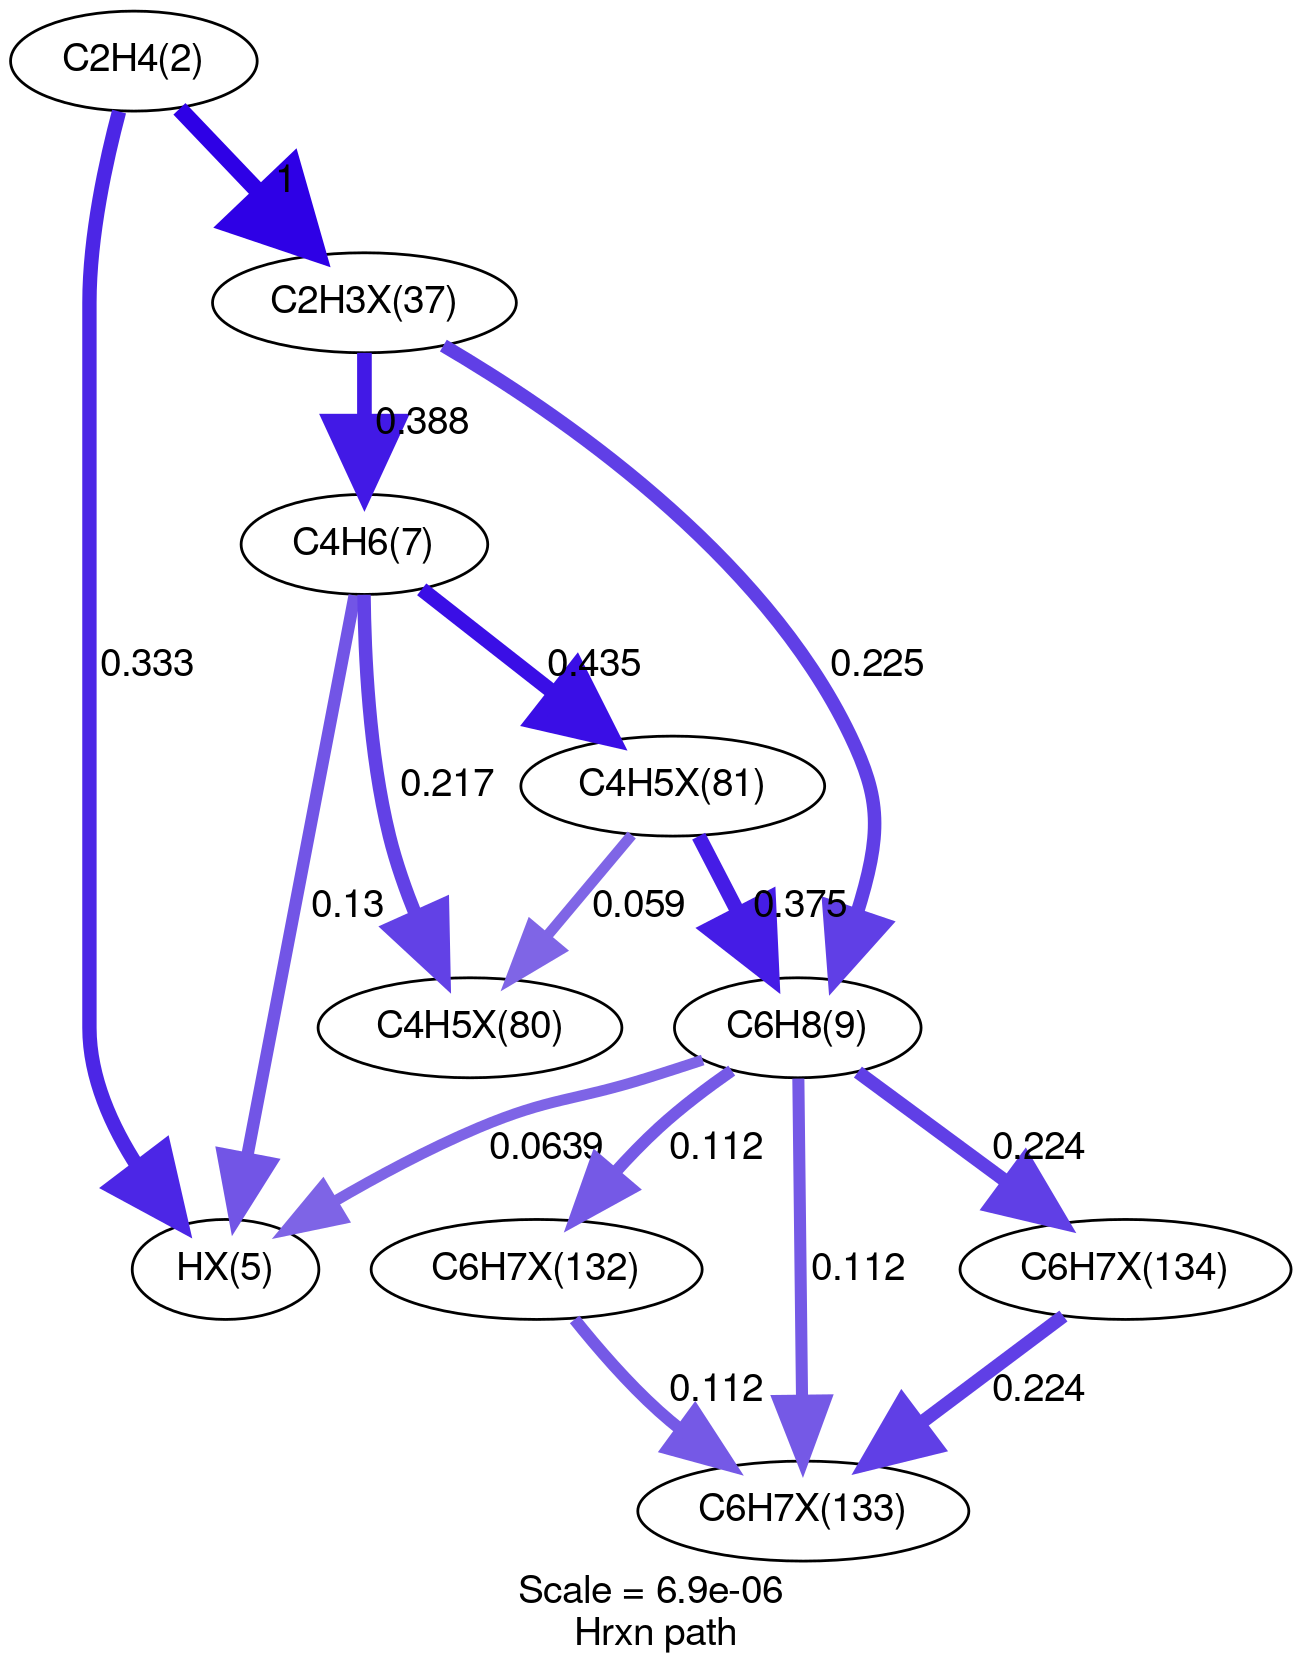 C2H4(2)
1
C2H3X(37)
0.388
C4H6(7)
0.333
0.435
0.225
C4H5X(81)
0.217
0.13
0.059
0.375
C4H5X(80)
C6H8(9)
0.0639
0.112
0.224
HX(5)
C6H7X(132)
0.112
C6H7X(134)
0.112
0.224
C6H7X(133)
Scale = 6.9e-06
Hrxn path